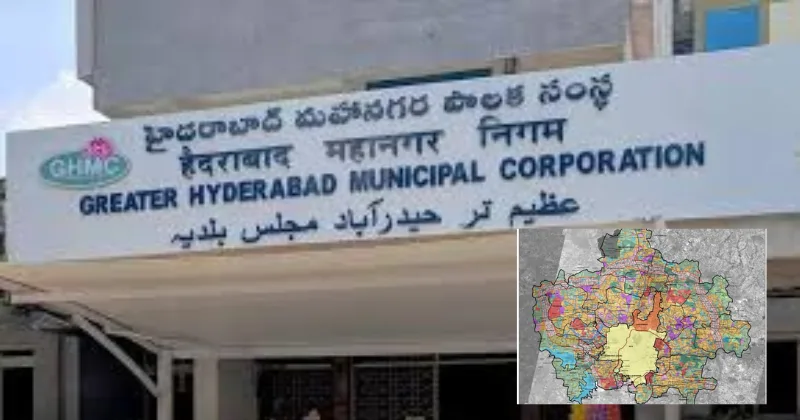 హైదరాబాద్ మహానగర పాలక సంస్థ
हैदराबाद महानगर निगम
GHMC
GREATER HYDERABAD MUNICIPAL CORPORATION
عظیم تر حیدرآباد مجلس بلدیہ